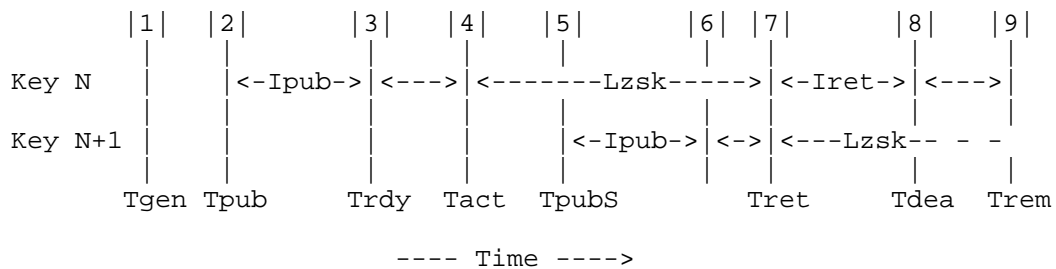 |1| |2| |3| |4| |5| |6| |7| |8| |9|
| | | | | | | | |
Key N | |<-Ipub->|<--->|<-------Lzsk----->|<-Iret->|<--->|
| | | | | | | | |
Key N+1| | | | |<-Ipub->|<->|<---Lzsk-- - -
| | | | | | | | |
Tgen Tpub Trdy Tact TpubS Tret Tdea Trem
---- Time ---->